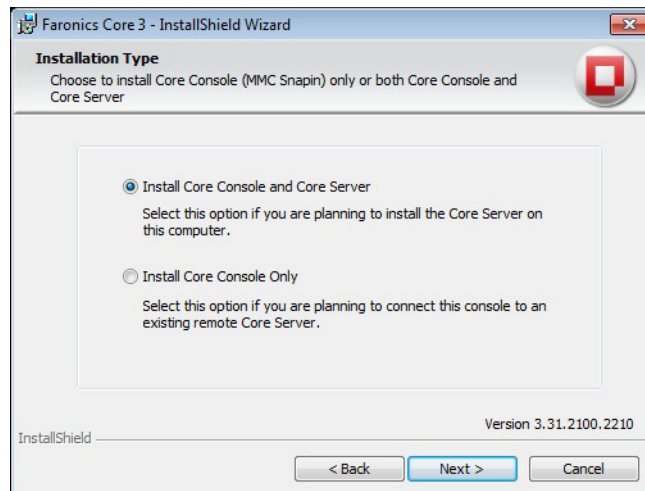 Faronics Core 3 - InstallShield Wizard
Installation Type
Choose to install Core Console (MMC Snapin) only or both Core Console and
Core Server
Install Core Console and Core Server
Select this option if you are planning to install the Core Server on
this computer.
Install Core Console Only
Select this option if you are planning to connect this console to an
existing remote Core Server.
Version 3.31.2100.2210
InstallShield
< Back Next > Cancel